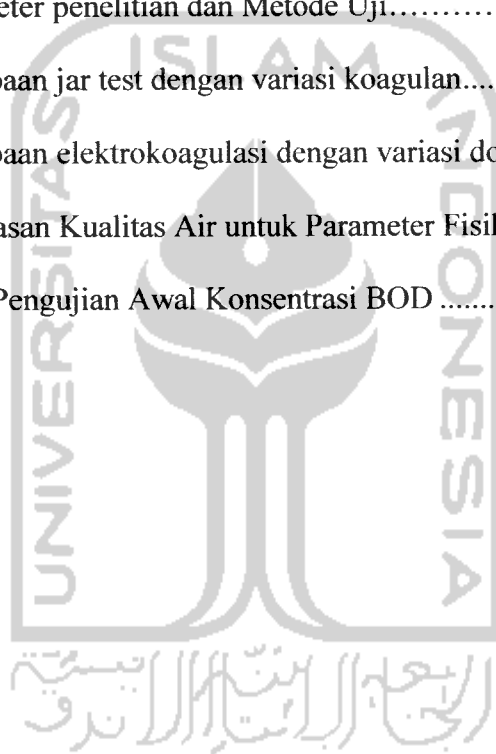 eter penelitian dan Metode Uji..........
baan jar test dengan variasi koagulan....
baan elektrokoagulasi dengan variasi do
asan Kualitas Air untuk Parameter Fisik
Pengujian Awal Konsentrasi BOD .......
ISLAM
UNIVERSITAS
INDONESIA